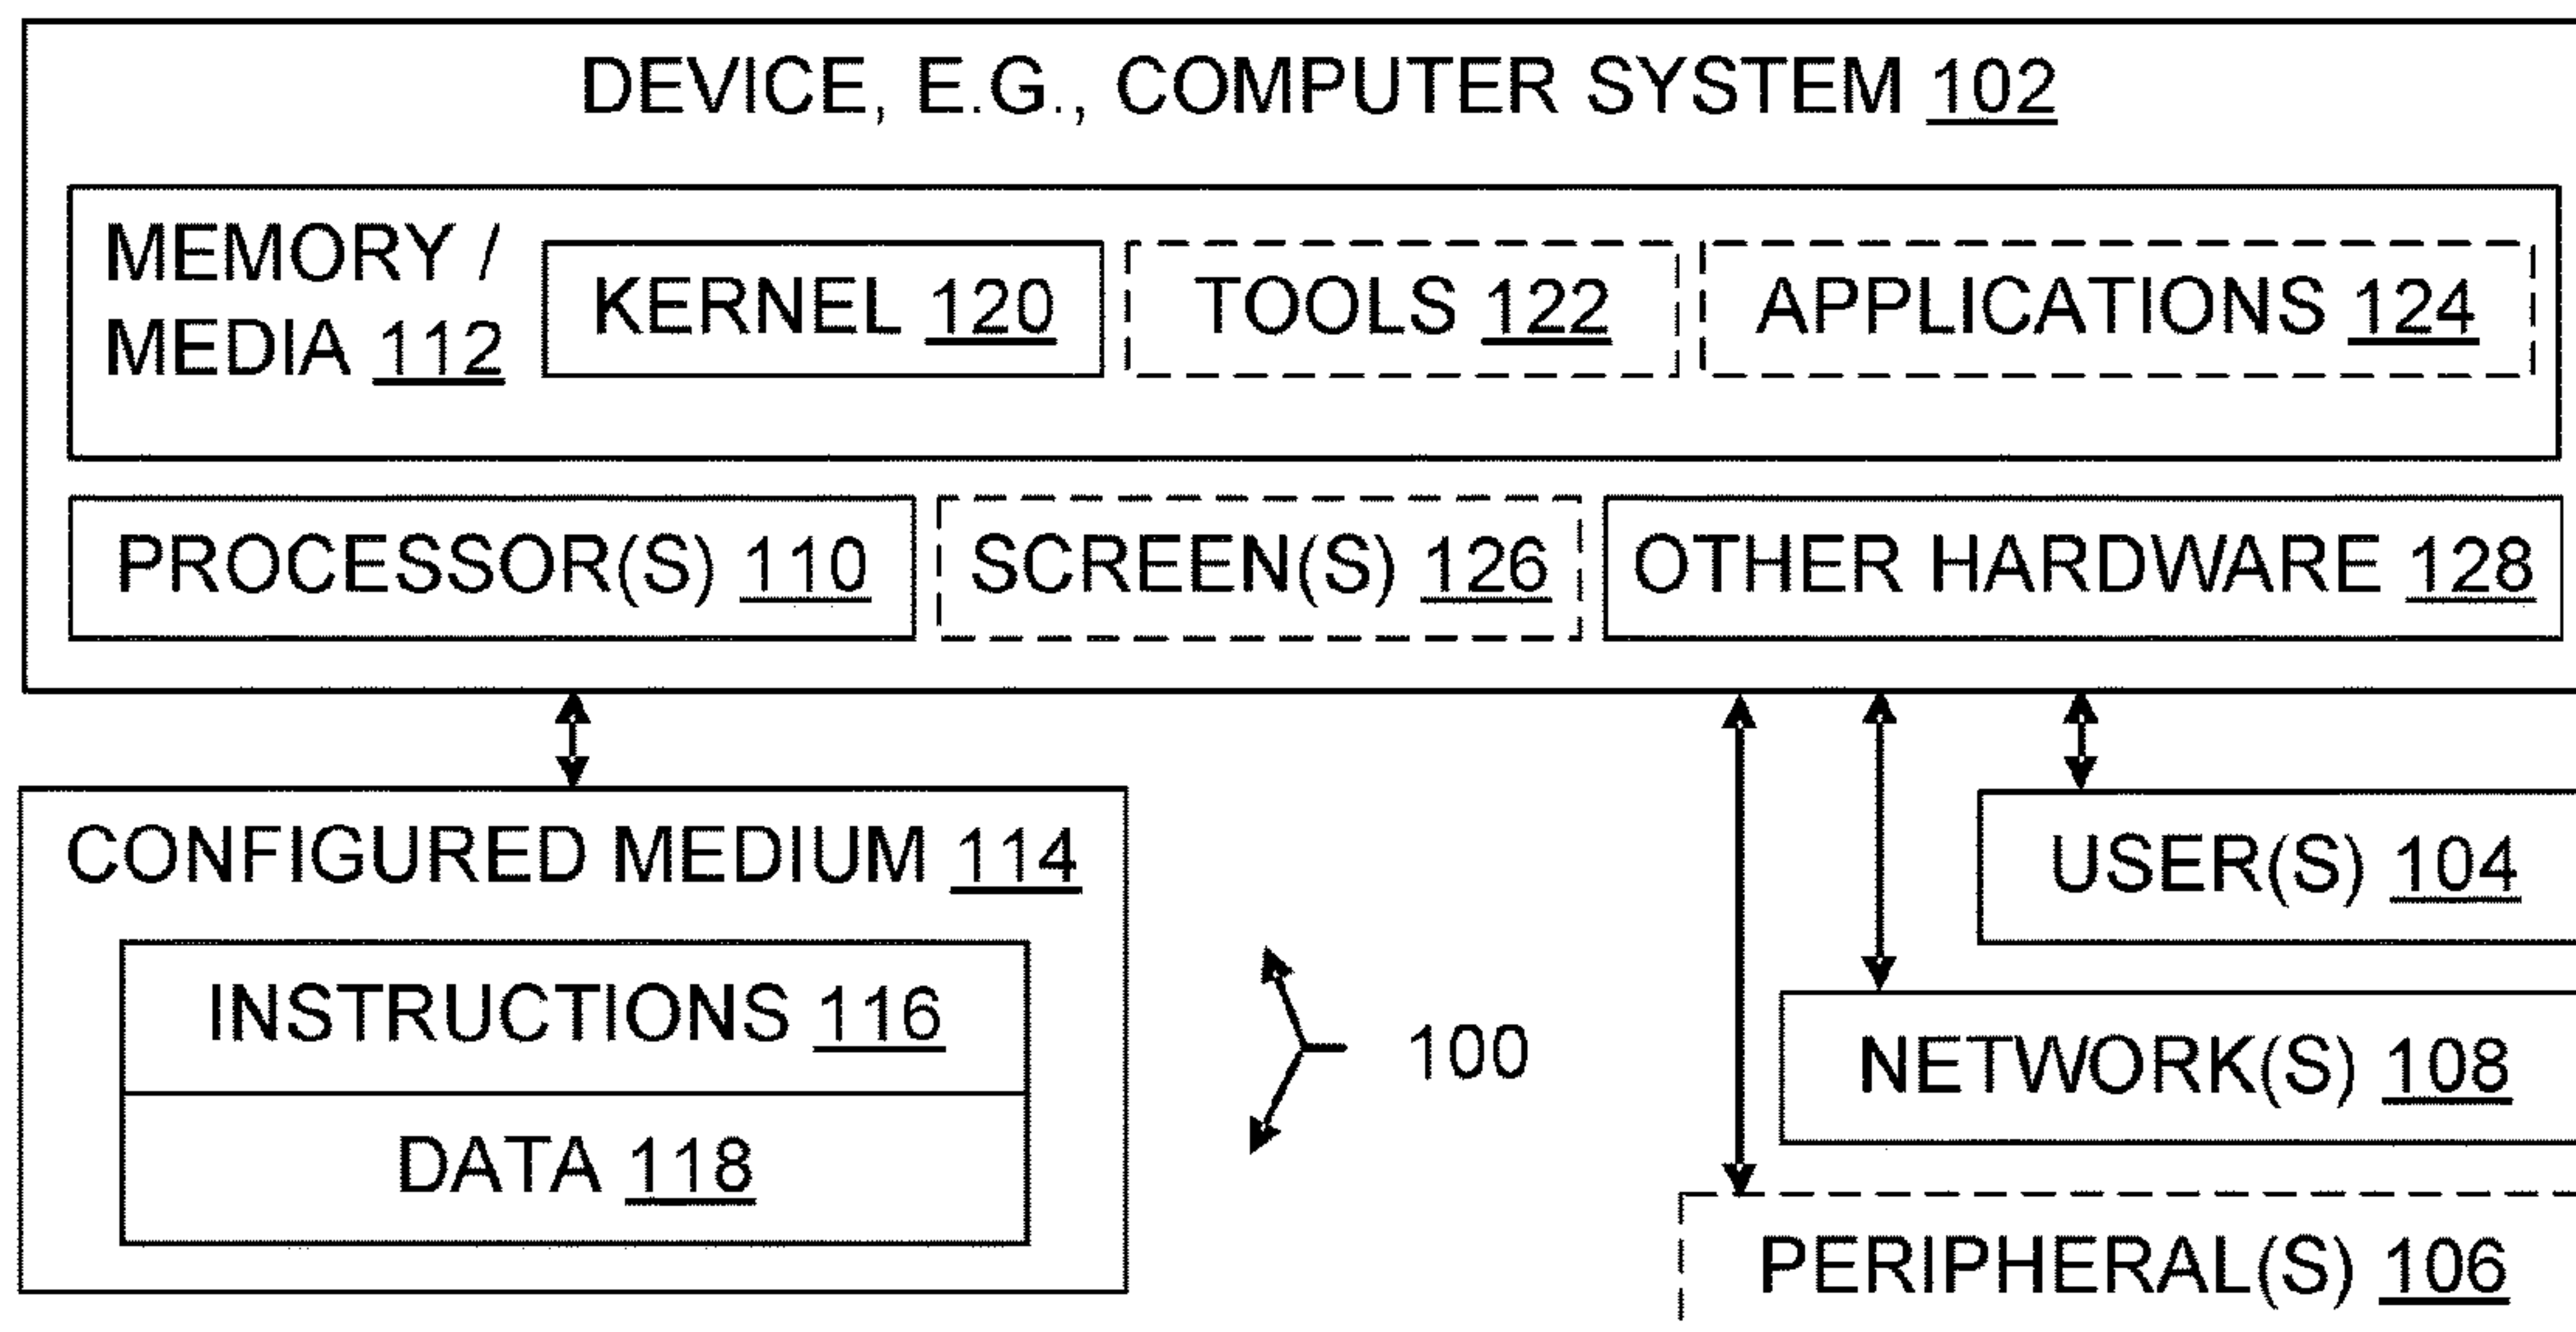 DEVICE, E.G., COMPUTER SYSTEM 102
MEMORY /
MEDIA 112
KERNEL 120
TOOLS 122
APPLICATIONS 124
PROCESSOR(S) 110
SCREEN(S) 126
OTHER HARDWARE 128
CONFIGURED MEDIUM 114
INSTRUCTIONS 116
DATA 118
100
USER(S) 104
NETWORK(S) 108
PERIPHERAL(S) 106